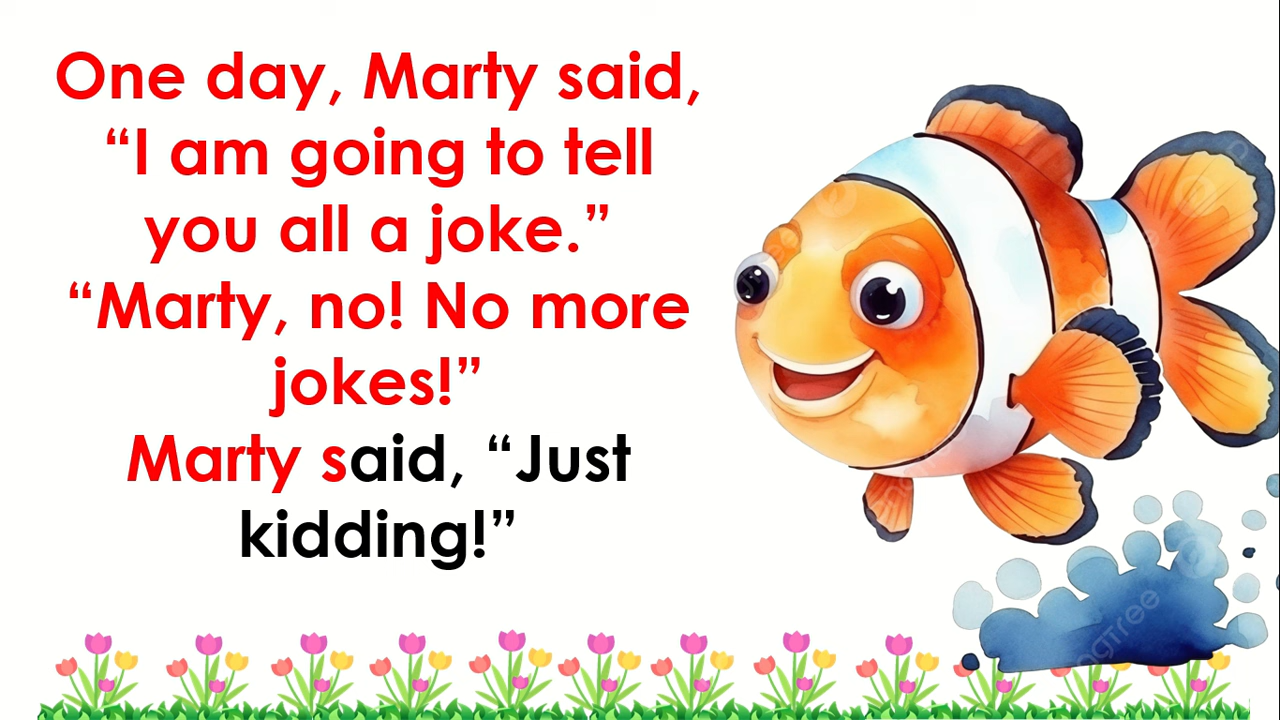 One day, Marty said,
“I am going to tell
you all a joke.”
“Marty, no! No more
jokes!”
Marty said, “Just
kidding!”